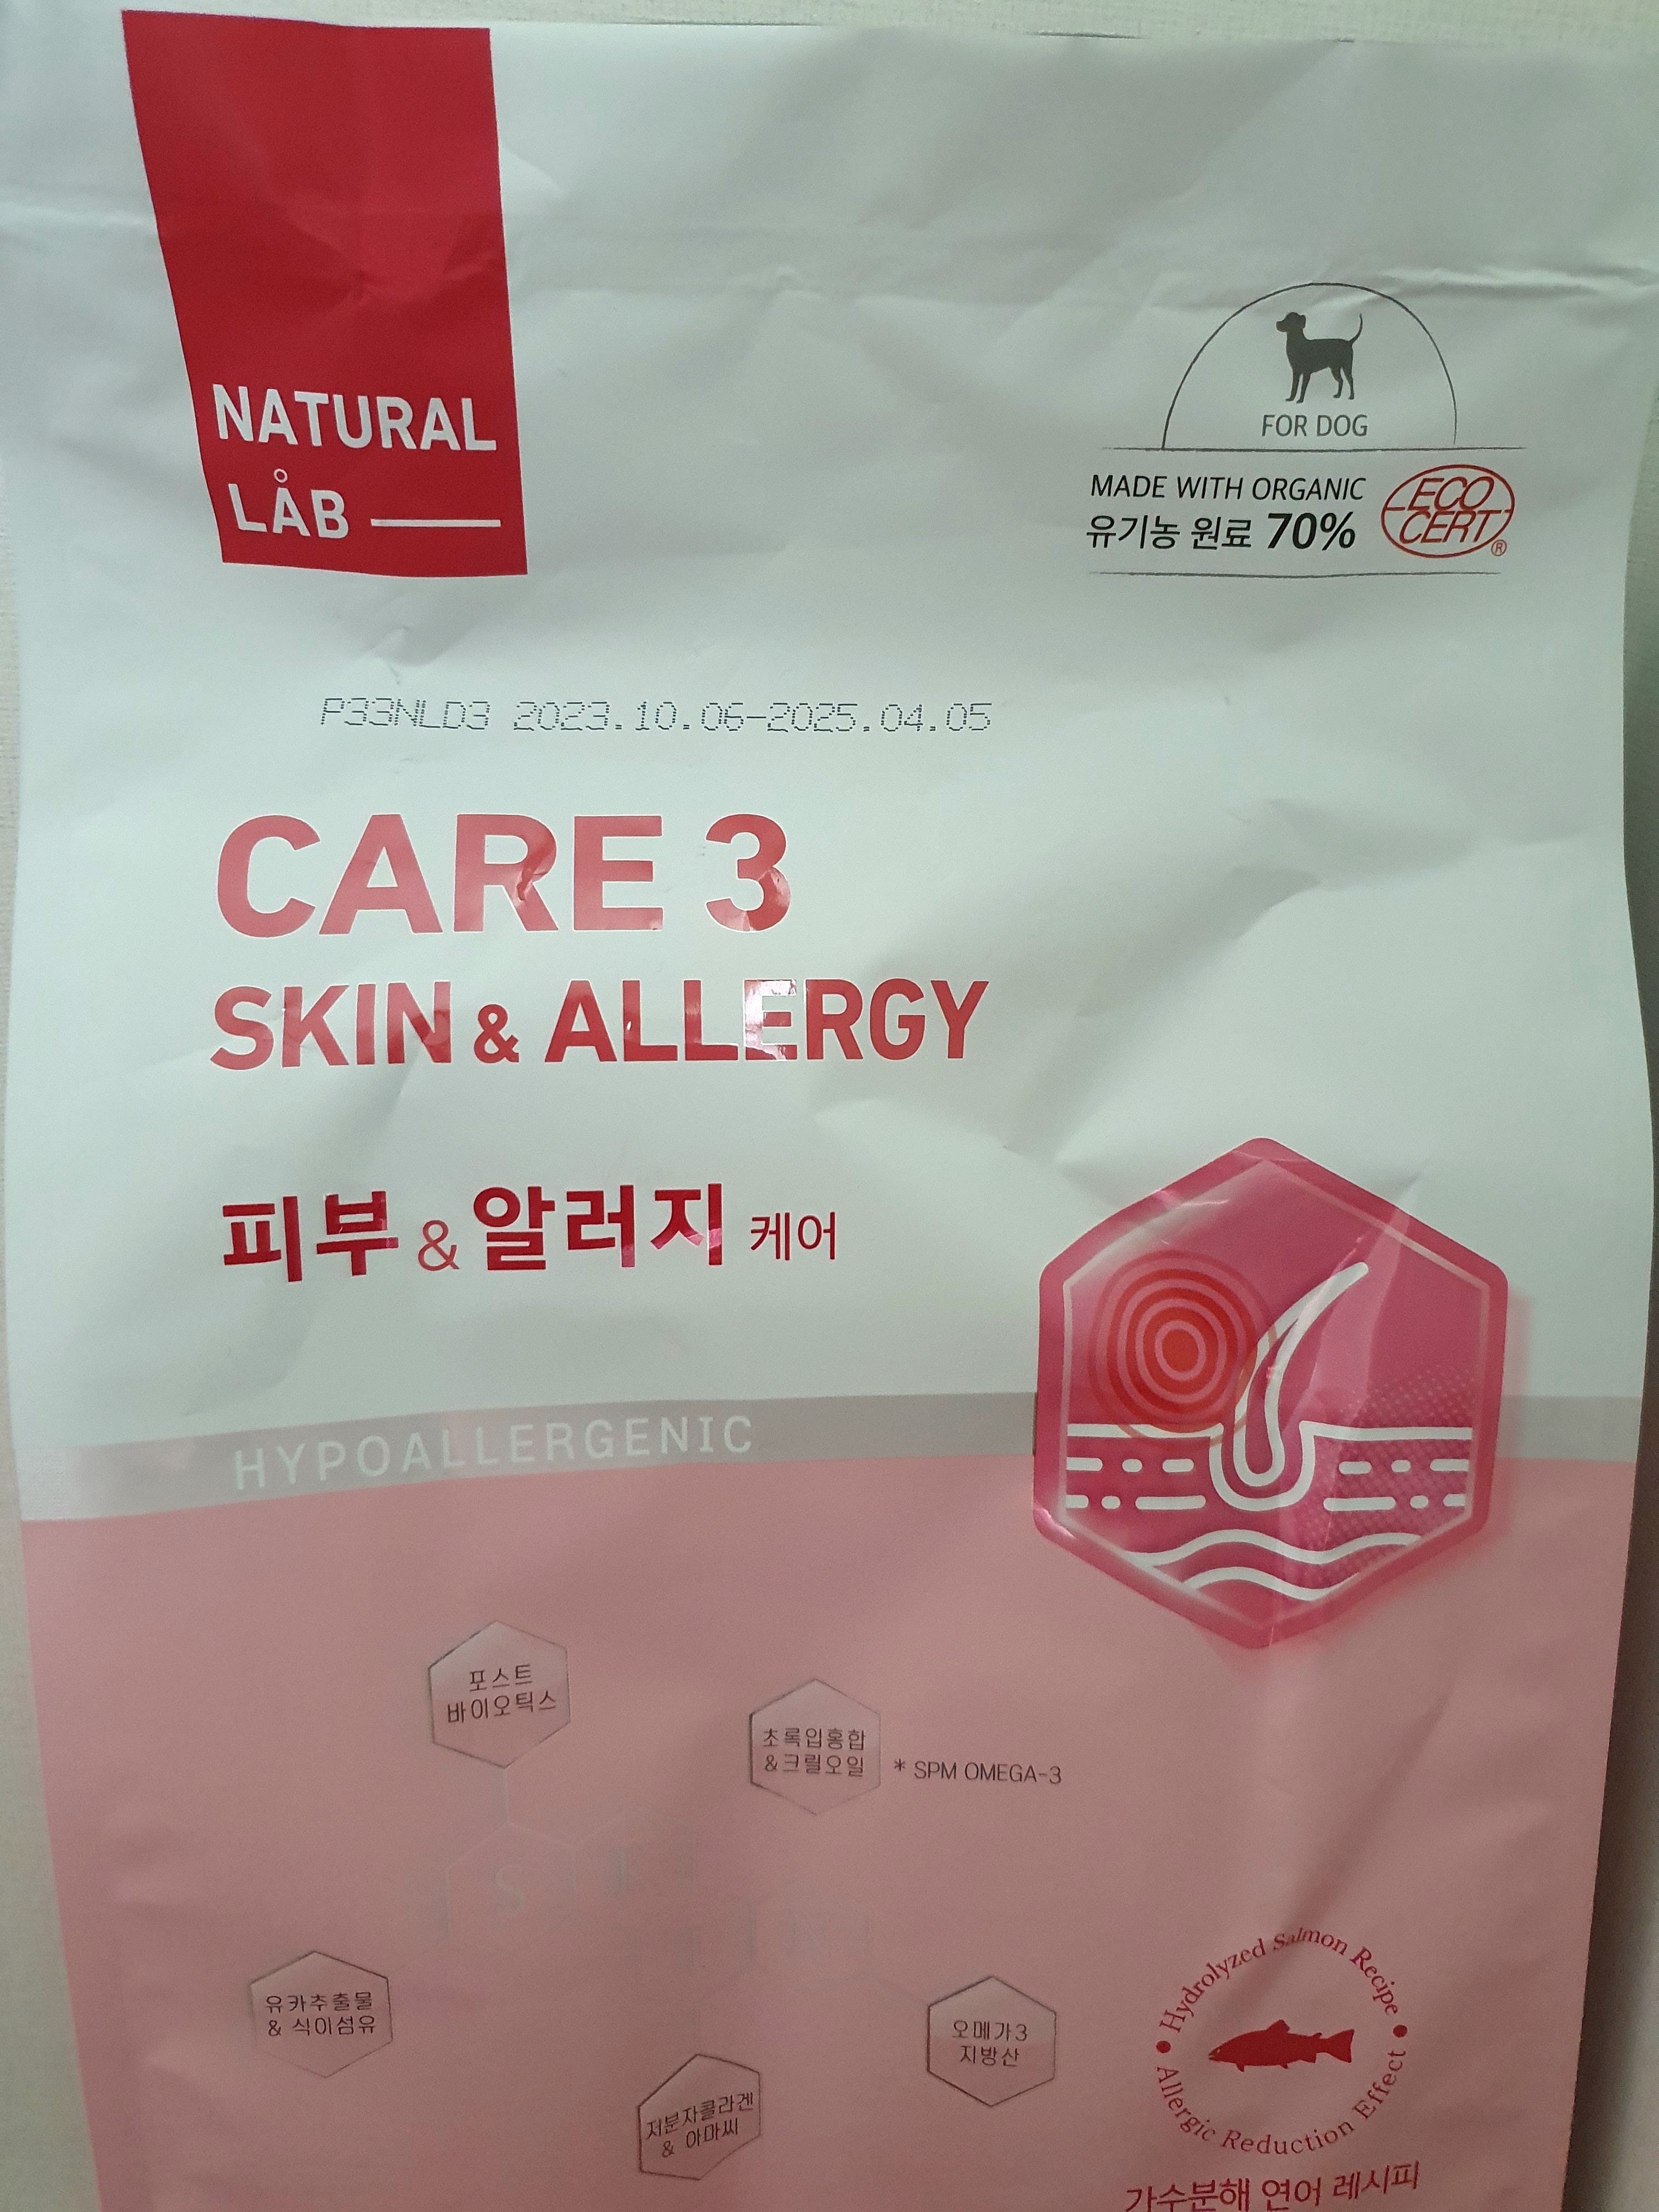 NATURAL
LÅB
FOR DOG
MADE WITH ORGANIC
유기농 원료 70%
ECO
CERT
®
P33NLD3 2023.10.06-2025.04.05
CARE 3
SKIN & ALLERGY
피부 & 알러지 케어
HYPOALLERGENIC
포스트
바이오틱스
초록입홍합
&크릴오일
* SPM OMEGA-3
유카추출물
& 식이섬유
오메가3
지방산
저분자콜라겐
& 아마씨
Hydrolyzed Salmon Recipe
Allergic Reduction Effect
가수분해 연어 레시피